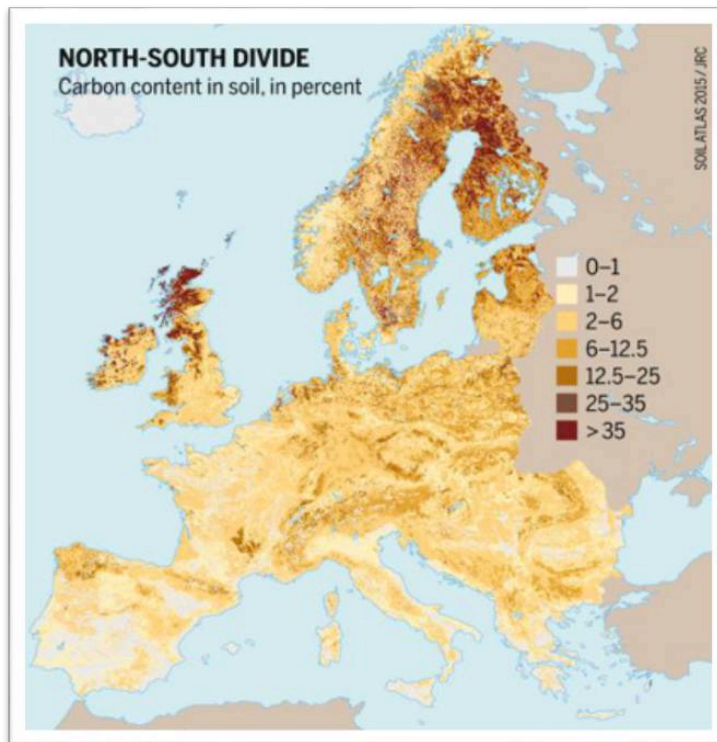 NORTH-SOUTH DIVIDE
Carbon content in soil, in percent
SOIL ATLAS 2015 / JRC
0–1
1–2
2–6
6–12.5
12.5–25
25–35
> 35